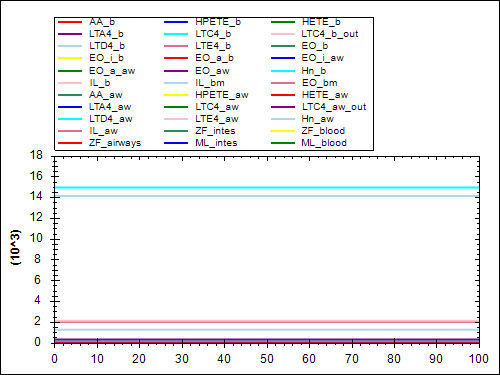 AA_b HPETE_b HETE_b
LTA4_b LTC4_b LTC4_b_out
LTD4_b LTE4_b EO_b
EO_i_b EO_a_b EO_i_aw
EO_a_aw EO_aw Hn_b
IL_b IL_bm EO_bm
AA_aw HPETE_aw HETE_aw
LTA4_aw LTC4_aw LTC4_aw_out
LTD4_aw LTE4_aw Hn_aw
IL_aw ZF_intes ZF_blood
ZF_airways ML_intes ML_blood
18
16
14
12
10
8
6
4
2
0
(10^3)
0 10 20 30 40 50 60 70 80 90 100